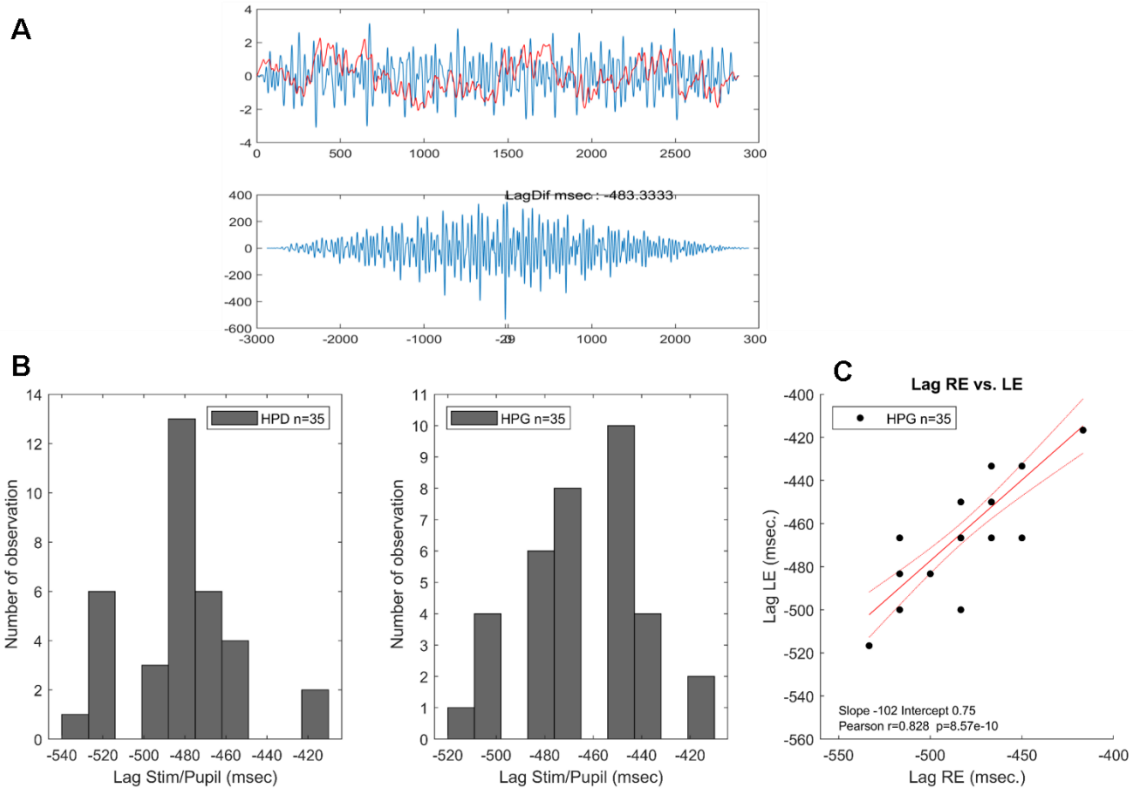 A
4
2
0
-2
-4
0 500 1000 1500 2000 2500 300
LagDif msec : -483.3333
400
200
0
-200
-400
-600
-3000 -2000 -1000 -29 0 1000 2000 300
B
14
12
10
8
6
4
2
0
HPD n=35
Number of observation
-540 -520 -500 -480 -460 -440 -420
Lag Stim/Pupil (msec)
11
10
9
8
7
6
5
4
3
2
1
0
HPG n=35
Number of observation
-520 -500 -480 -460 -440 -420
Lag Stim/Pupil (msec)
C
Lag RE vs. LE
-400
-420
-440
-460
-480
-500
-520
-540
-560
HPG n=35
Lag LE (msec.)
Slope -102 Intercept 0.75
Pearson r=0.828 p=8.57e-10
-550 -500 -450 -400
Lag RE (msec.)